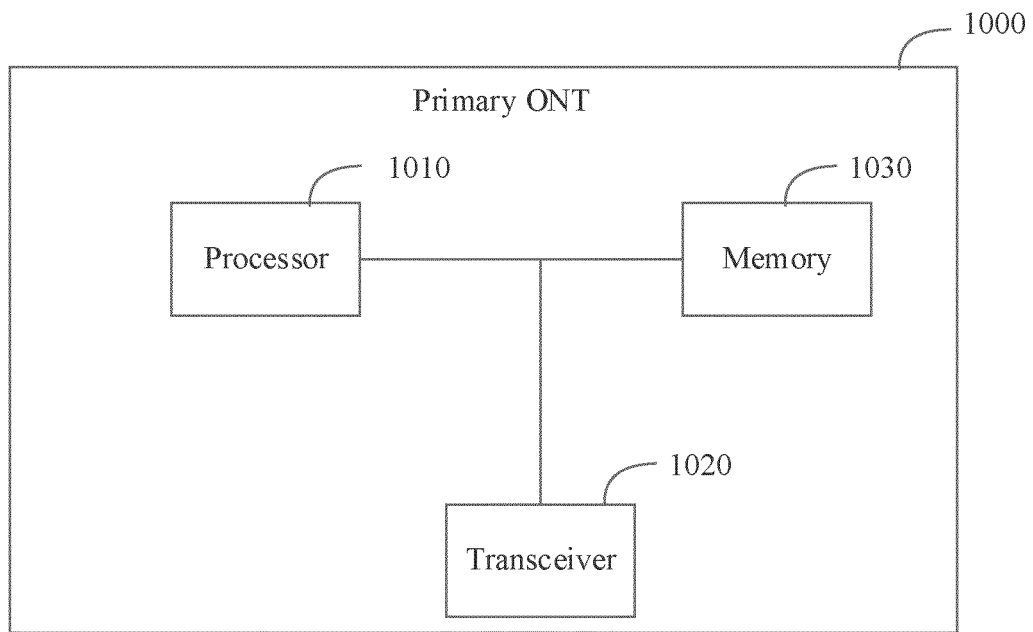 1000
Primary ONT
1010
1030
Processor
Memory
1020
Transceiver